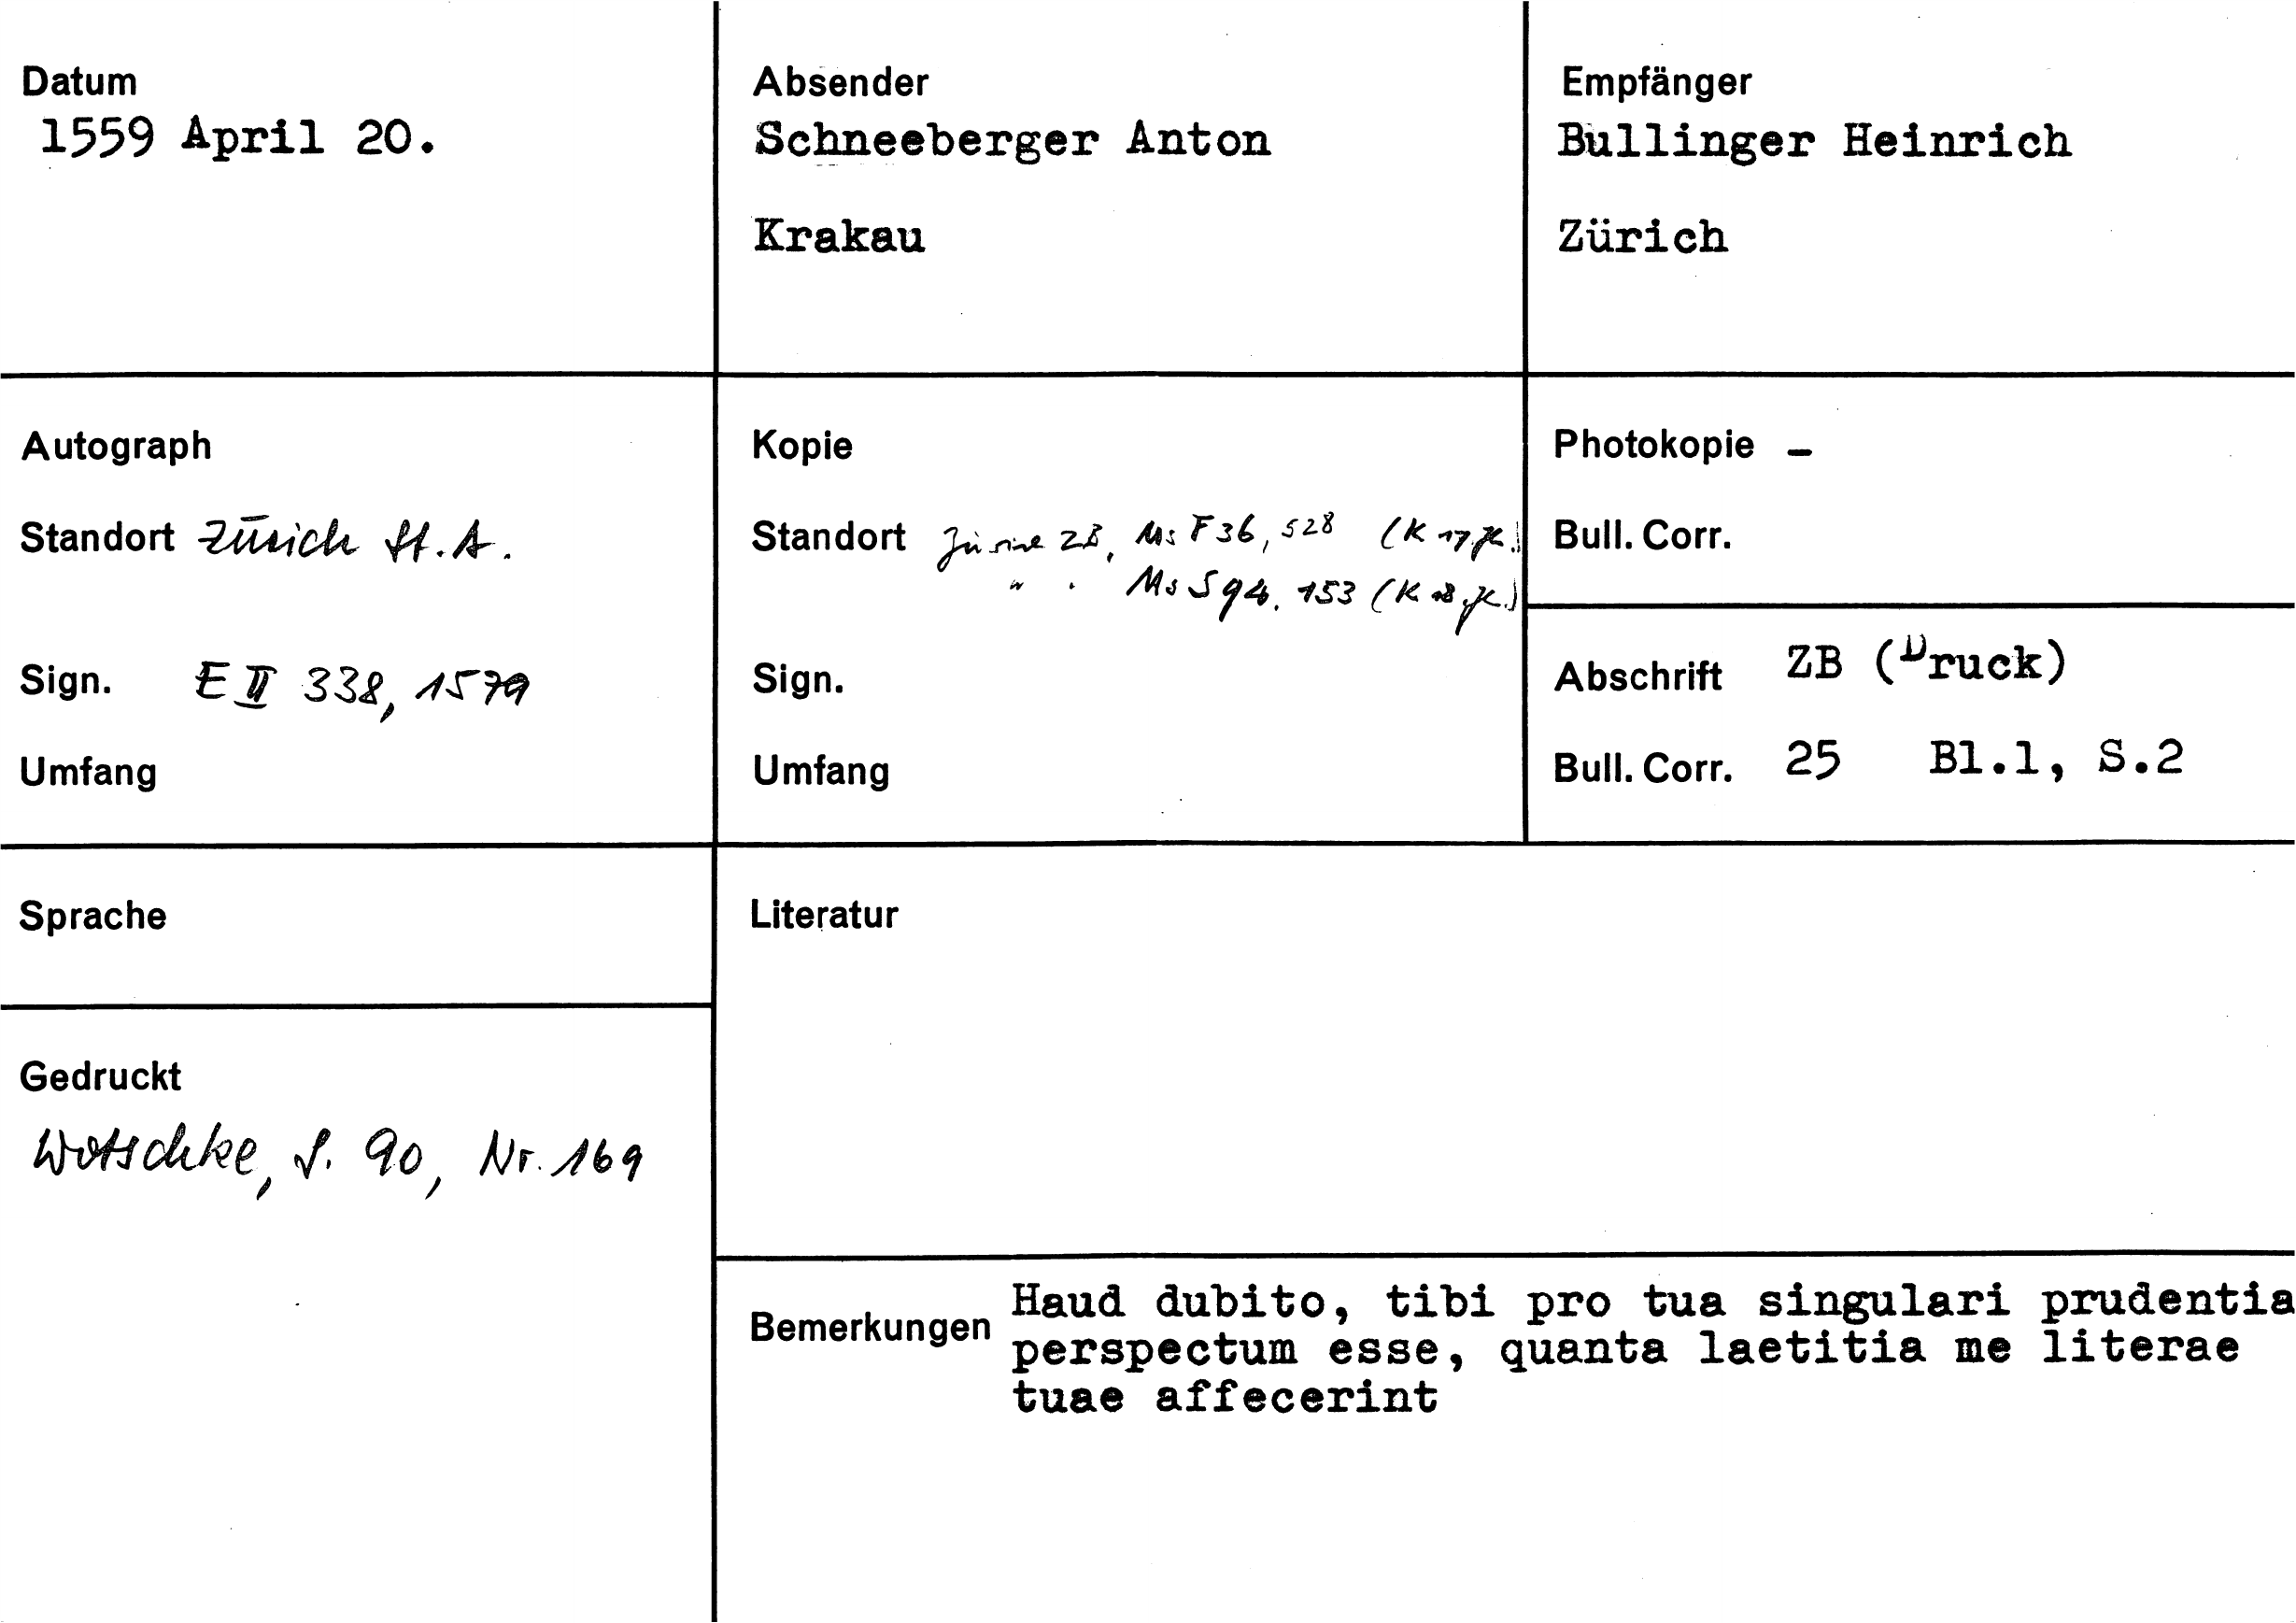 Datum
1559 April 20.
Absender
Schneeberger Anton
Krakau
Empfänger
Bullinger Heinrich
Zürich
Autograph
Standort Zürich St.A.
Sign. E II 338, 1579
Umfang
Kopie
Standort Zürich ZB, Ms F 36, 528 (K 17. Jh.)
" " Ms S 94, 153 (K 18. Jh.)
Sign.
Umfang
Photokopie –
Bull. Corr.
Abschrift ZB (Druck)
Bull. Corr. 25 Bl.1, S.2
Sprache
Gedruckt
Wotschke, S. 90, Nr. 169
Literatur
Bemerkungen Haud dubito, tibi pro tua singulari prudentia
perspectum esse, quanta laetitia me literae
tuae affecerint